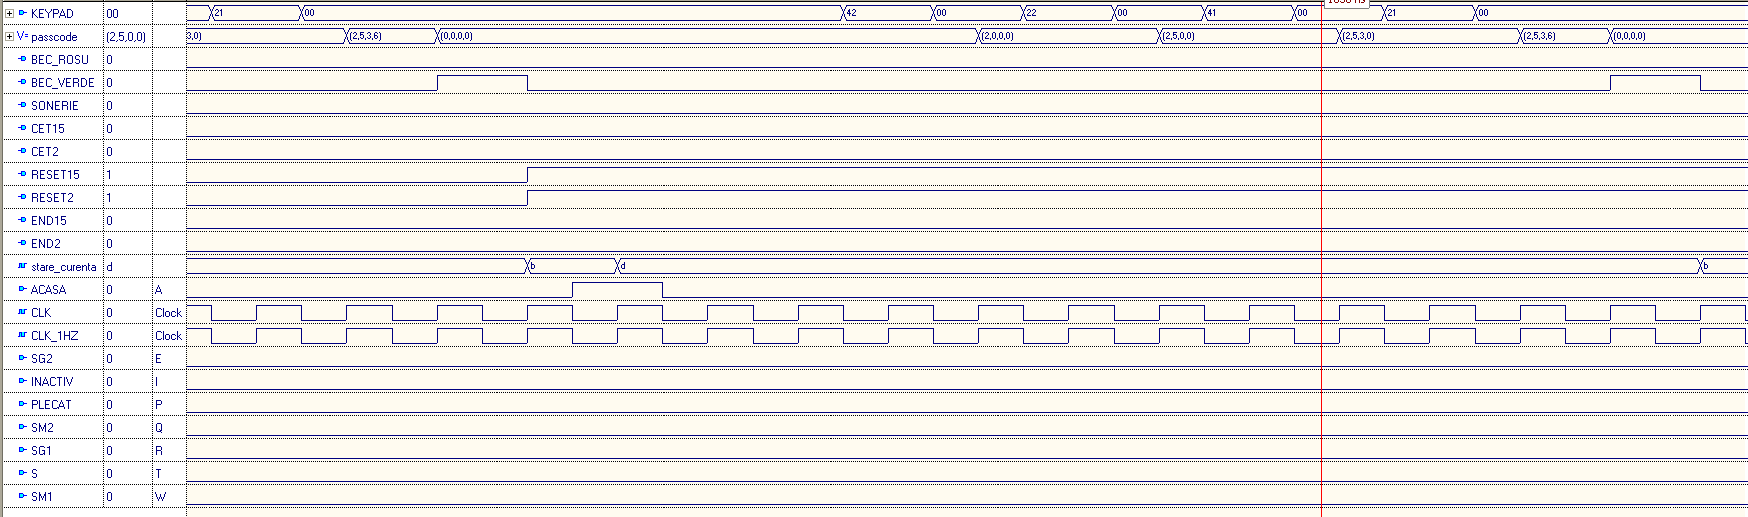 KEYPAD 00 21 00 42 00 22 00 41 00 21 00
V= passcode (2,5,0,0) 3,0) (2,5,3,6) (0,0,0,0) (2,0,0,0) (2,5,0,0) (2,5,3,0) (2,5,3,6) (0,0,0,0)
BEC_ROSU 0
BEC_VERDE 0
SONERIE 0
CET15 0
CET2 0
RESET15 1
RESET2 1
END15 0
END2 0
stare_curenta d b d b
ACASA 0 A
CLK 0 Clock
CLK_1HZ 0 Clock
SG2 0 E
INACTIV 0 I
PLECAT 0 P
SM2 0 Q
SG1 0 R
S 0 T
SM1 0 W